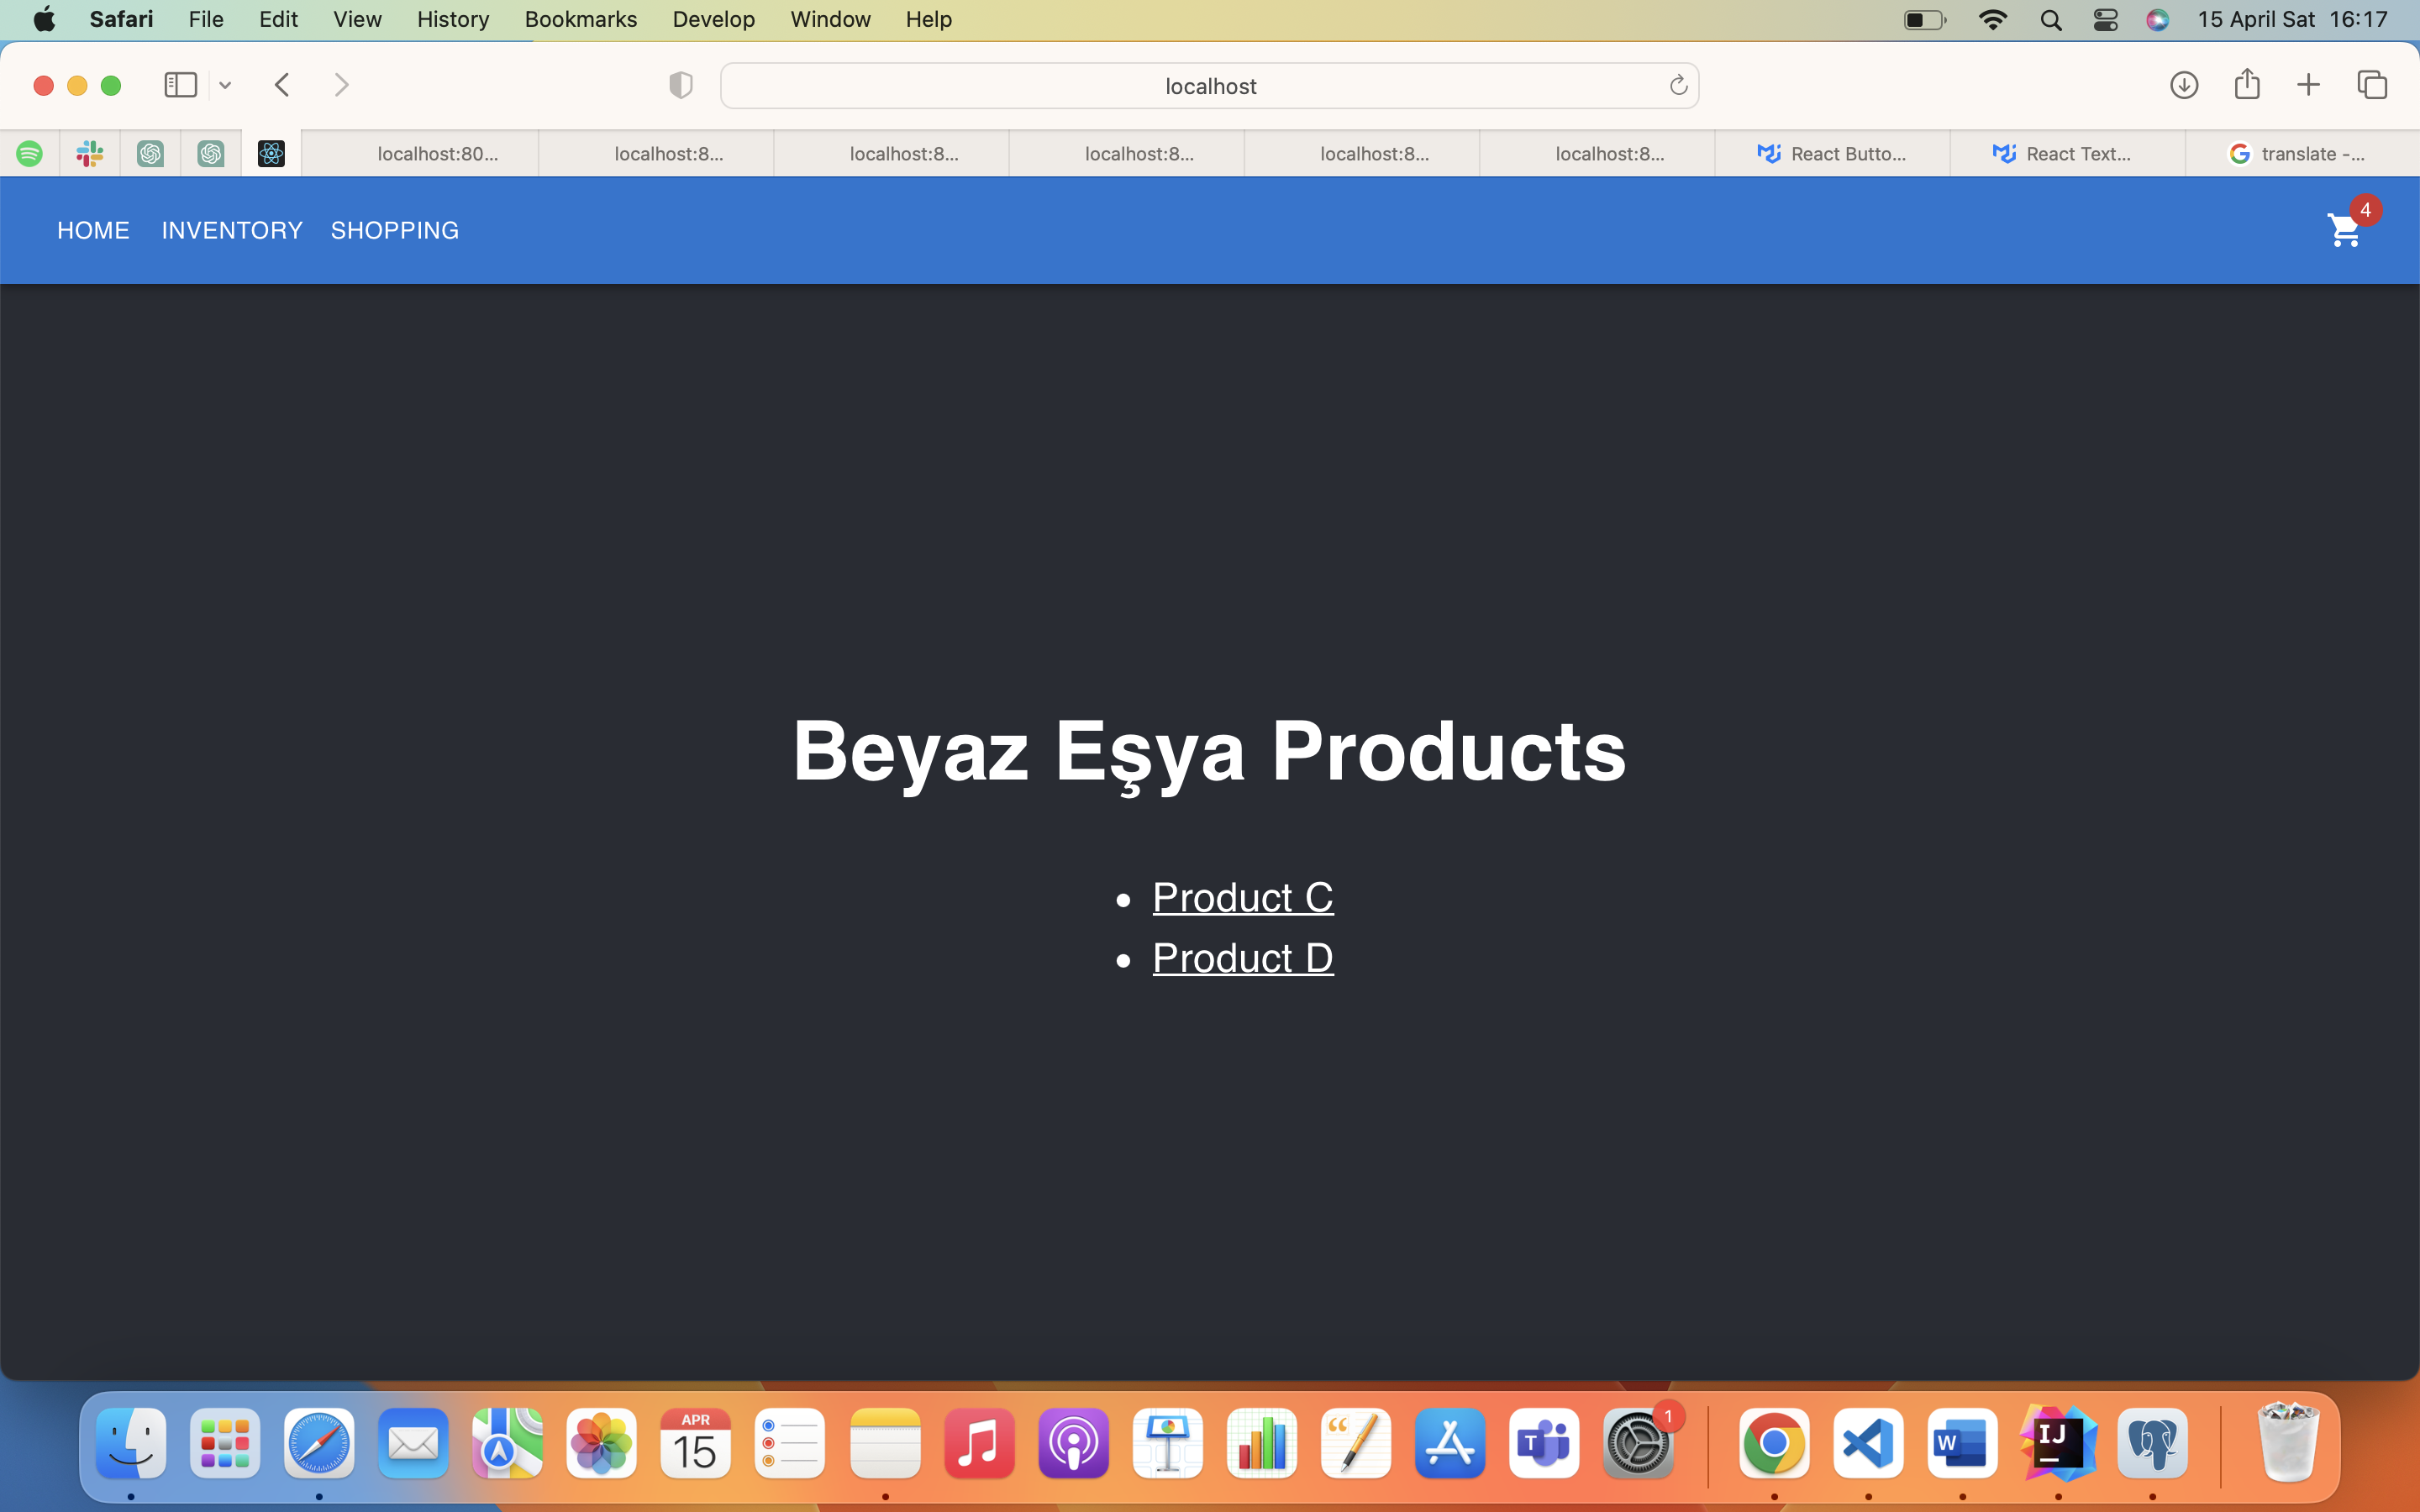 Safari File Edit View History Bookmarks Develop Window Help 15 April Sat 16:17
localhost
localhost:80... localhost:8... localhost:8... localhost:8... localhost:8... localhost:8... React Butto... React Text... translate -...
HOME INVENTORY SHOPPING 4
Beyaz Eşya Products
• Product C
• Product D
APR
15
T
1
W
IJ